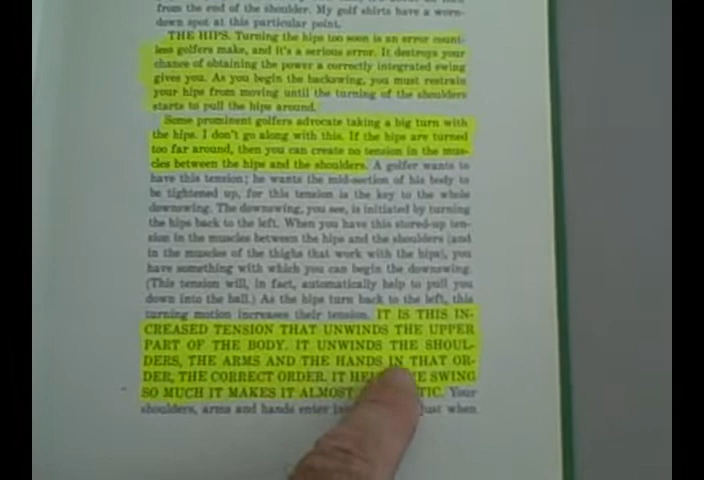 from the end of the shoulder. My golf shirts have a worn-
down spot at this particular point.
THE HIPS. Turning the hips too soon is an error count-
less golfers make, and it's a serious error. It destroys your
chance of obtaining the power a correctly integrated swing
gives you. As you begin the backswing, you must restrain
your hips from moving until the turning of the shoulders
starts to pull the hips around.
Some prominent golfers advocate taking a big turn with
the hips. I don't go along with this. If the hips are turned
too far around, then you can create no tension in the mus-
cles between the hips and the shoulders. A golfer wants to
have this tension; he wants the mid-section of his body to
be tightened up, for this tension is the key to the whole
downswing. The downswing, you see, is initiated by turning
the hips back to the left. When you have this stored-up ten-
sion in the muscles between the hips and the shoulders (and
in the muscles of the thighs that work with the hips), you
have something with which you can begin the downswing.
(This tension will, in fact, automatically help to pull you
down into the ball.) As the hips turn back to the left, this
turning motion increases their tension. IT IS THIS IN-
CREASED TENSION THAT UNWINDS THE UPPER
PART OF THE BODY. IT UNWINDS THE SHOUL-
DERS, THE ARMS AND THE HANDS IN THAT OR-
DER, THE CORRECT ORDER. IT SWING
SO MUCH IT MAKES IT ALMOST
shoulders, arms and hands enter just when